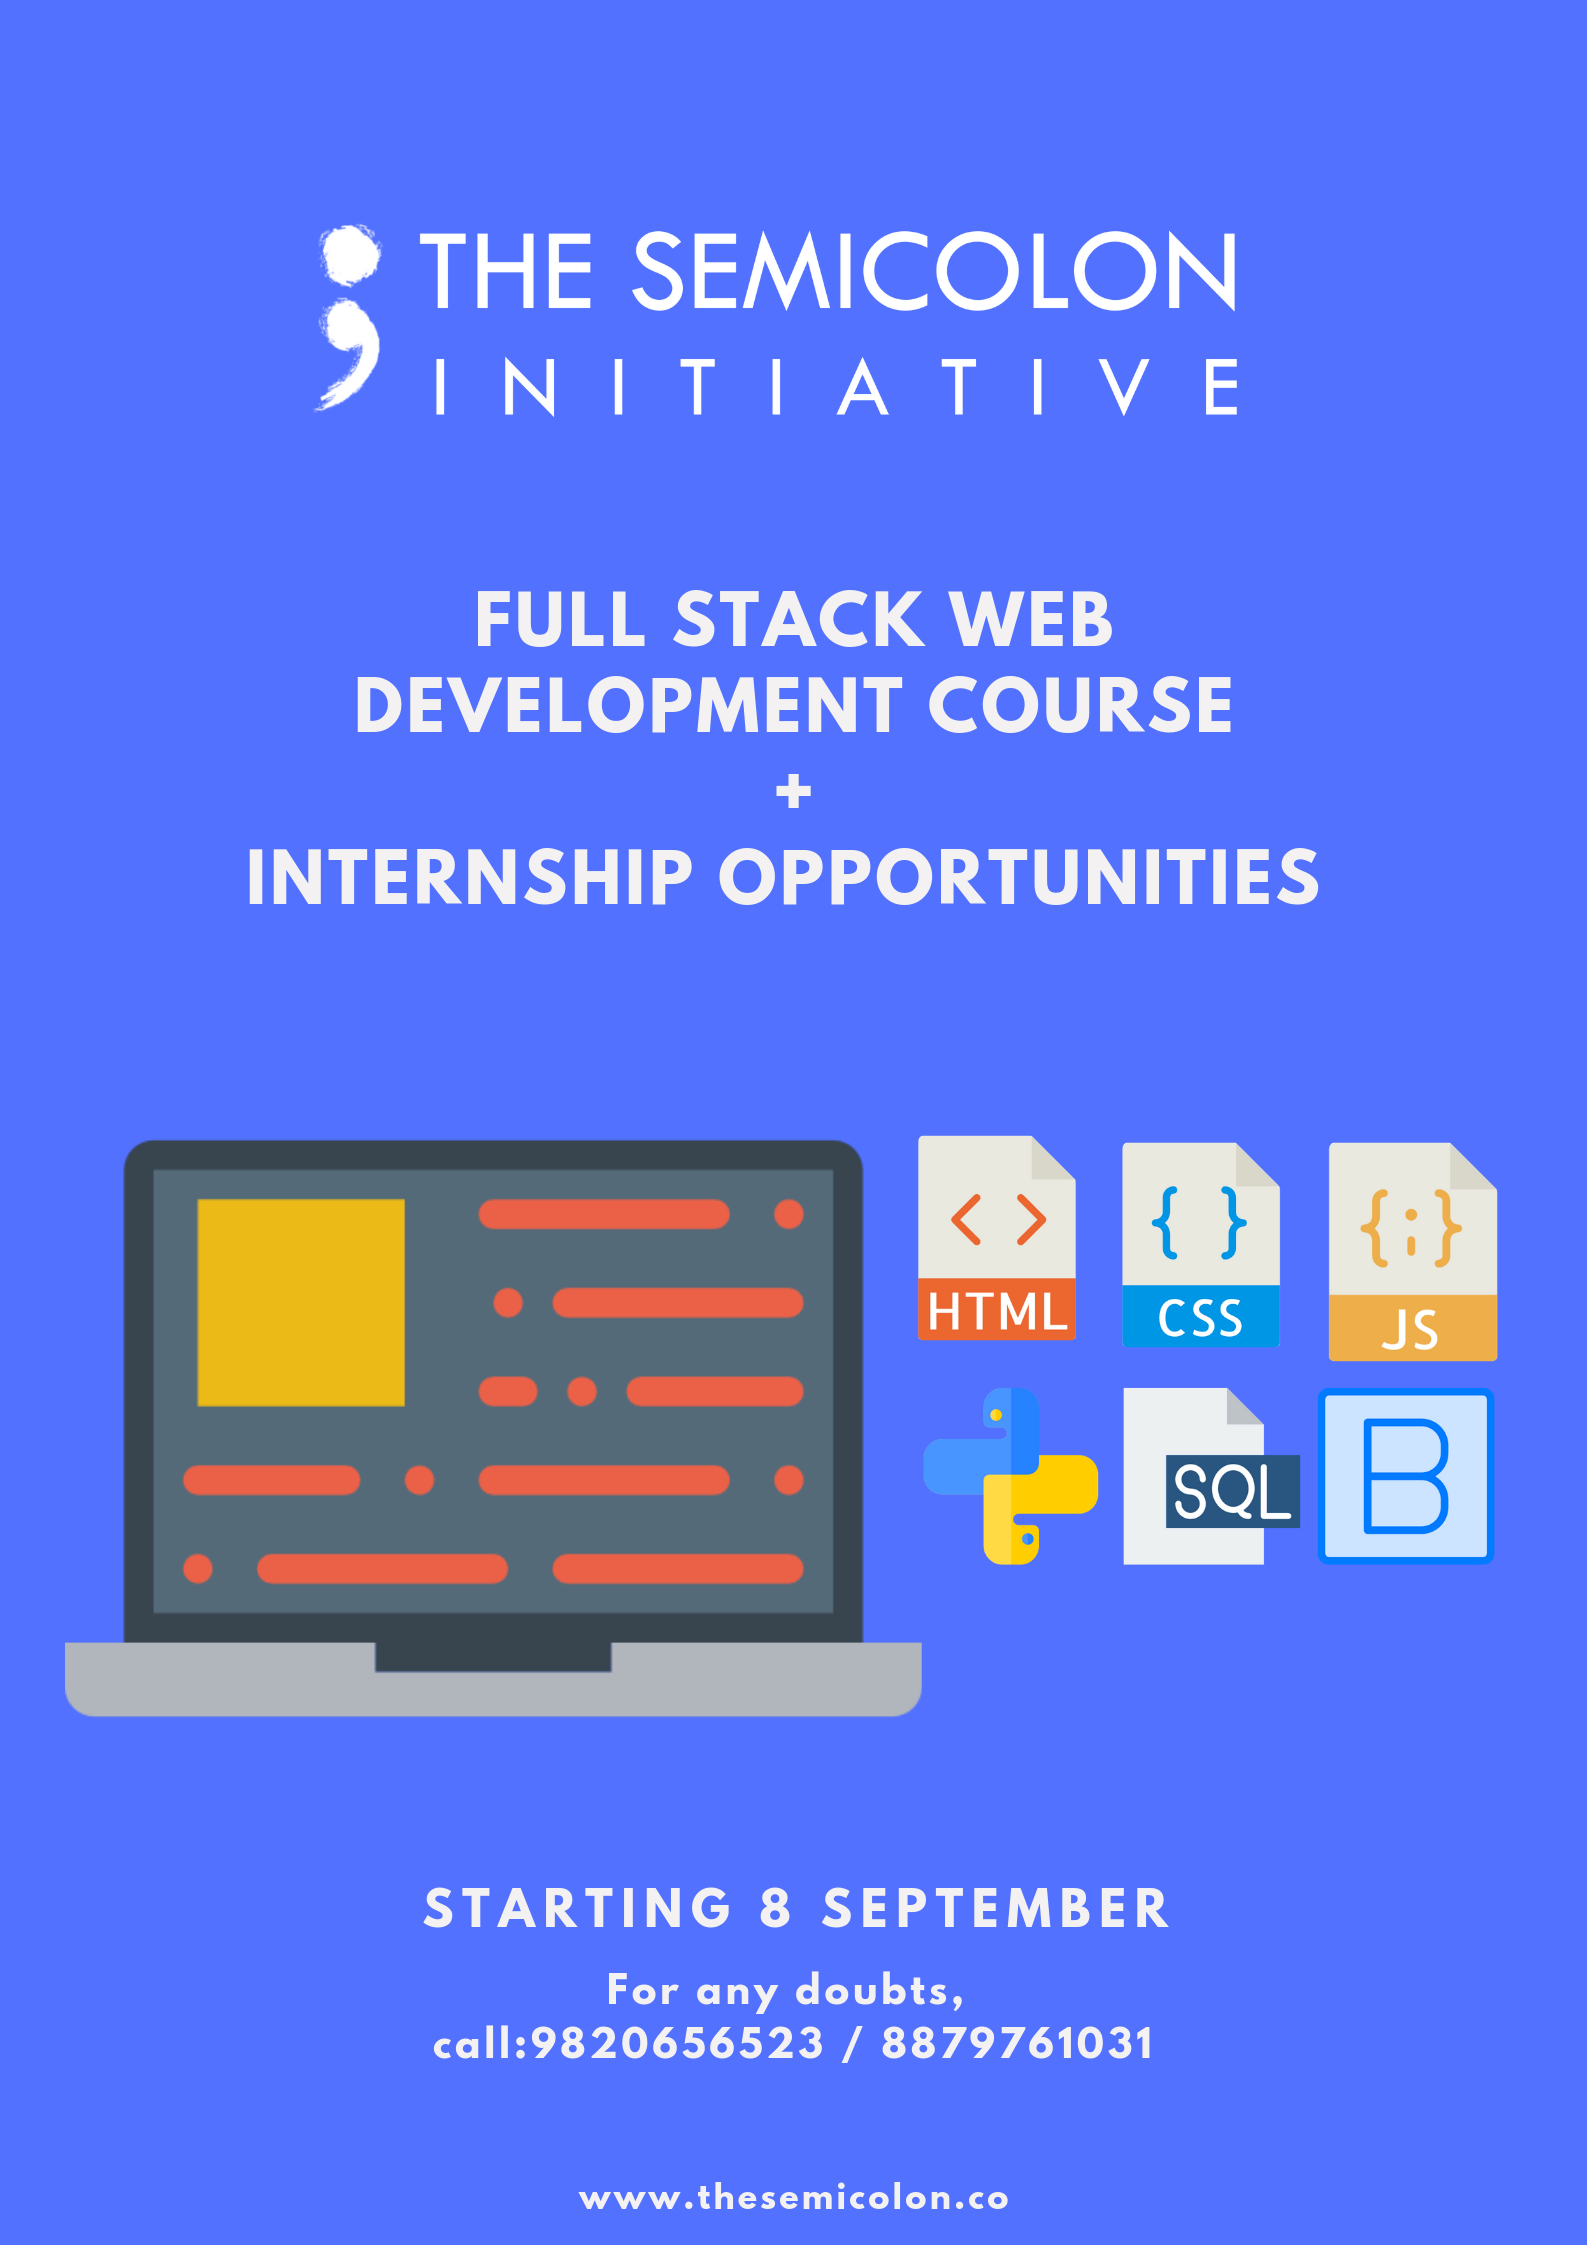 THE SEMICOLON
INITIATIVE
FULL STACK WEB
DEVELOPMENT COURSE
+
INTERNSHIP OPPORTUNITIES
< >
{ }
{;}
HTML
CSS
JS
SQL
B
STARTING 8 SEPTEMBER
For any doubts,
call:9820656523 / 8879761031
www.thesemicolon.co